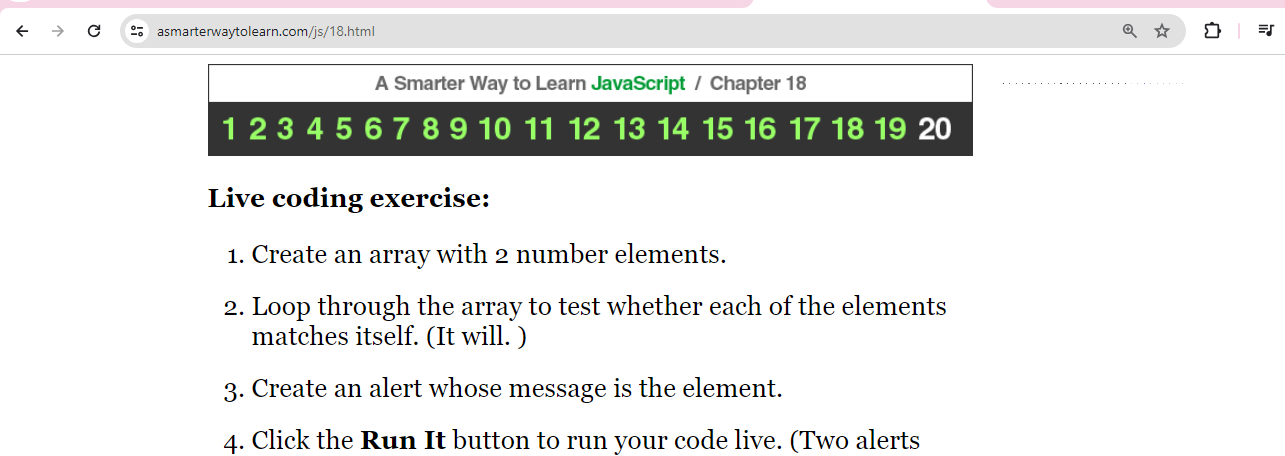 asmarterwaytolearn.com/js/18.html
A Smarter Way to Learn JavaScript / Chapter 18
1 2 3 4 5 6 7 8 9 10 11 12 13 14 15 16 17 18 19 20
Live coding exercise:
1. Create an array with 2 number elements.
2. Loop through the array to test whether each of the elements
matches itself. (It will. )
3. Create an alert whose message is the element.
4. Click the Run It button to run your code live. (Two alerts